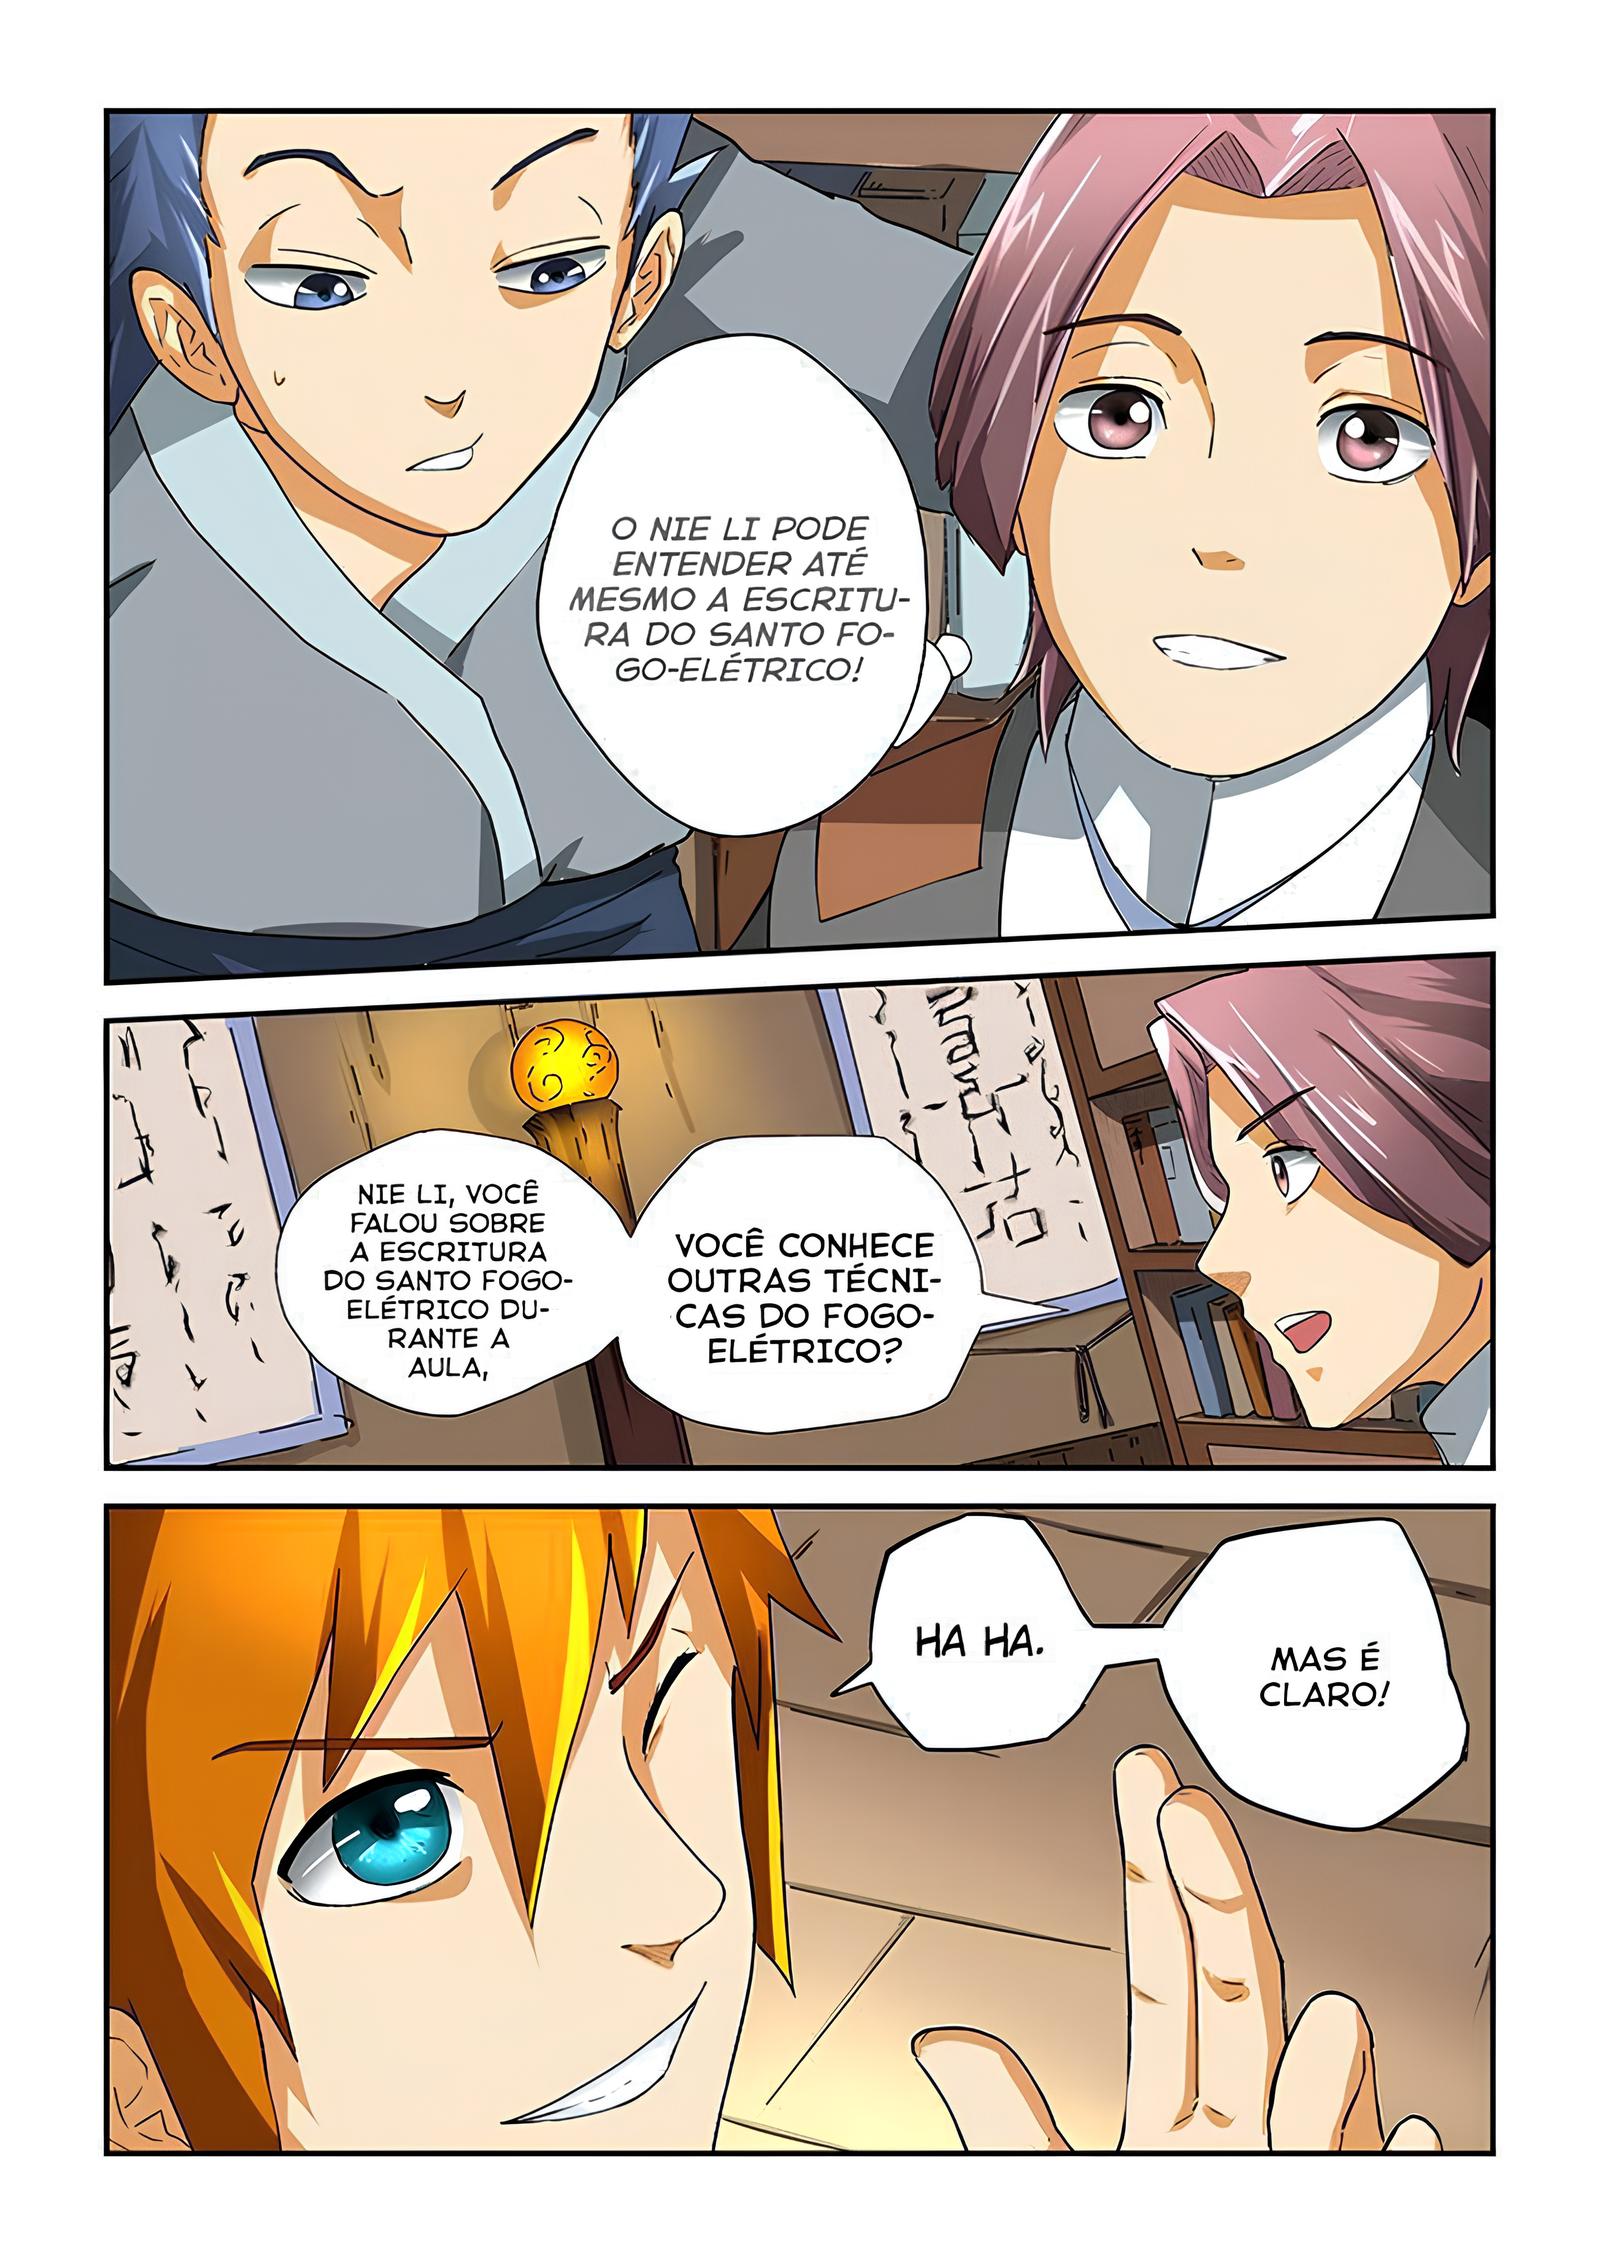 O NIE LI PODE
ENTENDER ATÉ
MESMO A ESCRITU-
RA DO SANTO FO-
GO-ELÉTRICO!
NIE LI, VOCÊ
FALOU SOBRE
A ESCRITURA
DO SANTO FOGO-
ELÉTRICO DU-
RANTE A
AULA,
VOCÊ CONHECE
OUTRAS TÉCNI-
CAS DO FOGO-
ELÉTRICO?
HA HA.
MAS É
CLARO!